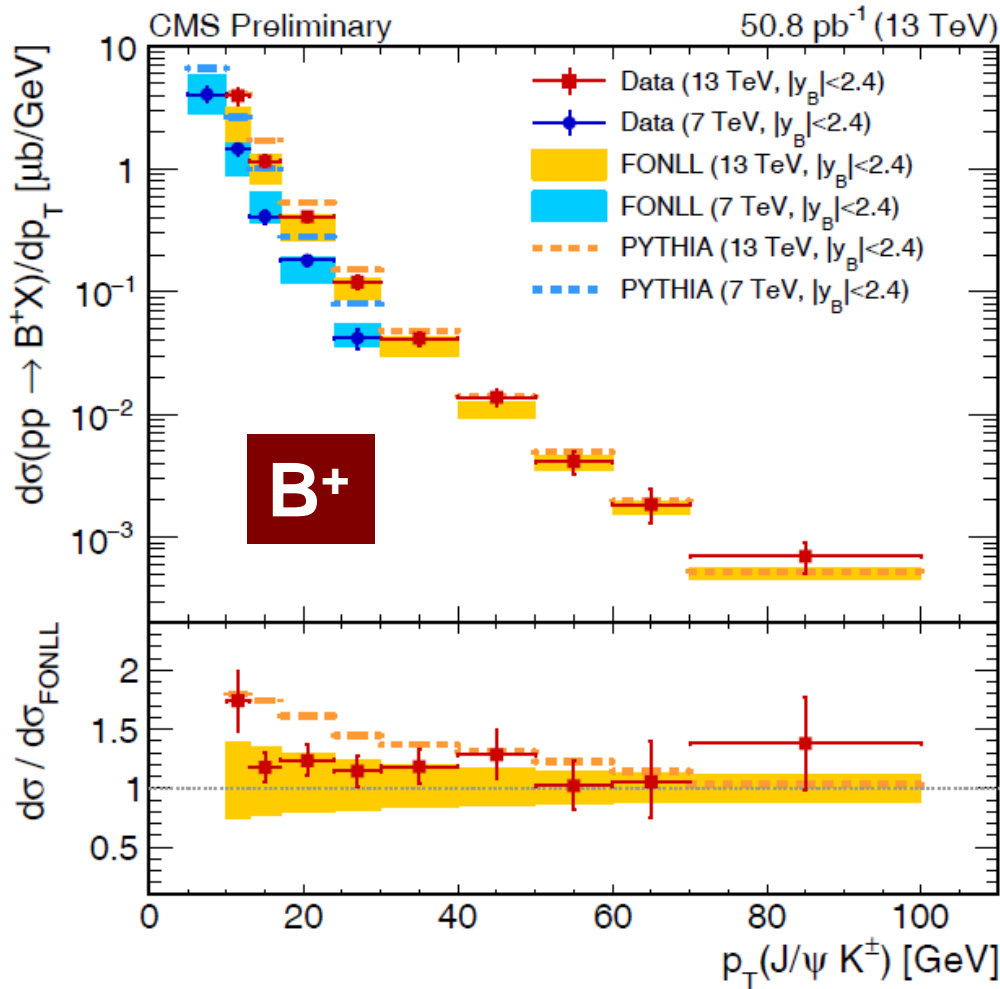 CMS Preliminary 50.8 pb⁻¹ (13 TeV)
dσ(pp → B⁺X)/dp_T [μb/GeV]
10
1
10⁻¹
10⁻²
10⁻³
Data (13 TeV, |y_B|<2.4)
Data (7 TeV, |y_B|<2.4)
FONLL (13 TeV, |y_B|<2.4)
FONLL (7 TeV, |y_B|<2.4)
PYTHIA (13 TeV, |y_B|<2.4)
PYTHIA (7 TeV, |y_B|<2.4)
B⁺
dσ / dσ_FONLL
2
1.5
1
0.5
0 20 40 60 80 100
p_T(J/ψ K^±) [GeV]